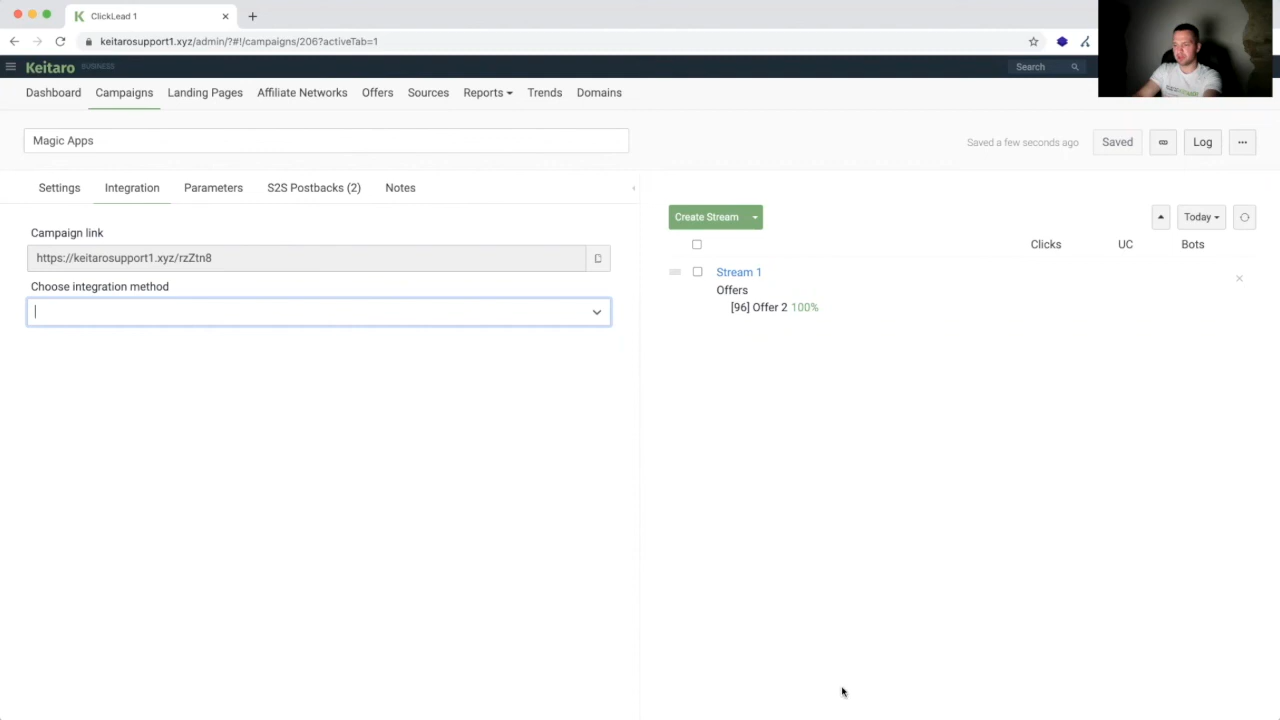 ClickLead 1
keitarosupport1.xyz/admin/?#!/campaigns/206?activeTab=1
Keitaro BUSINESS
Search
Dashboard Campaigns Landing Pages Affiliate Networks Offers Sources Reports Trends Domains
Magic Apps
Saved a few seconds ago Saved Log
Settings Integration Parameters S2S Postbacks (2) Notes
Campaign link
https://keitarosupport1.xyz/rzZtn8
Choose integration method
Create Stream
Today
Clicks UC Bots
Stream 1
Offers
[96] Offer 2 100%